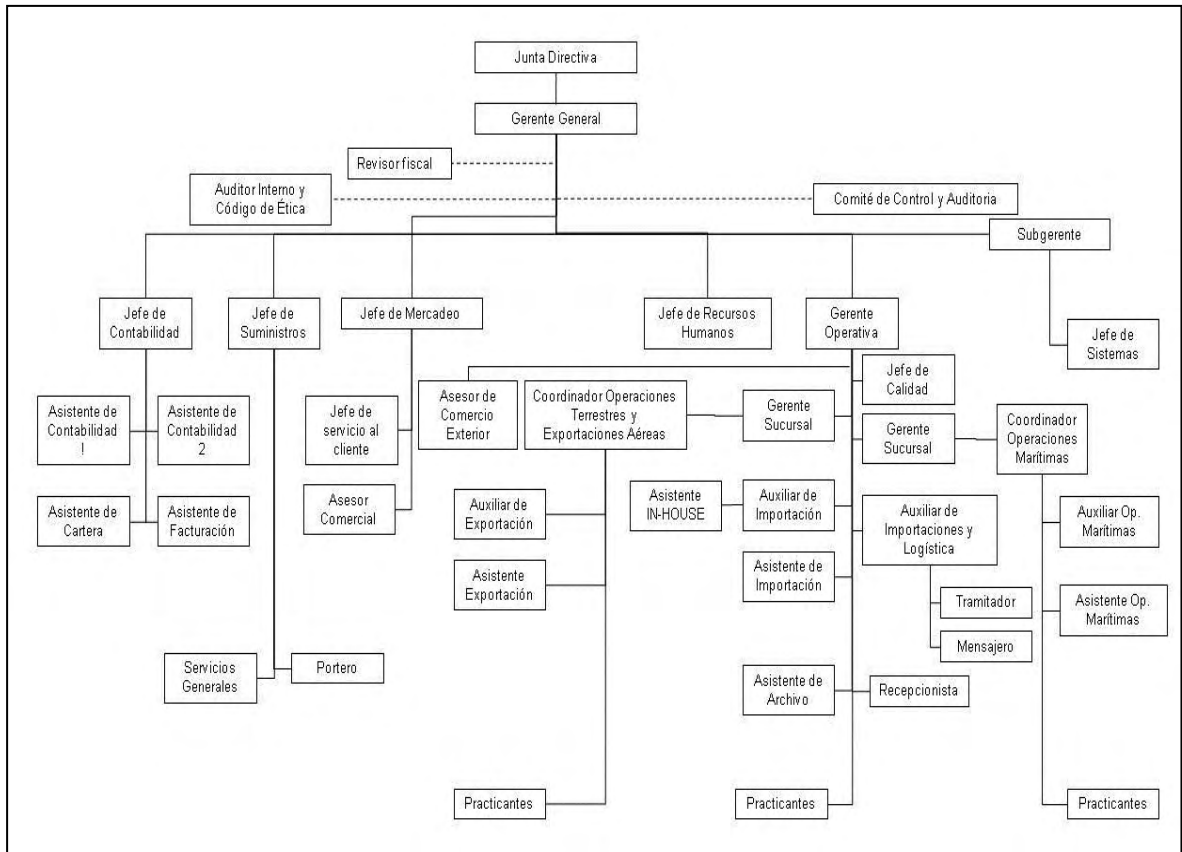 Junta Directiva
Gerente General
Revisor fiscal
Auditor Interno y
Código de Ética
Comité de Control y Auditoria
Subgerente
Jefe de
Contabilidad
Jefe de
Suministros
Jefe de Mercadeo
Jefe de Recursos
Humanos
Gerente
Operativa
Jefe de
Sistemas
Jefe de
Calidad
Asistente de
Contabilidad
1
Asistente de
Contabilidad
2
Jefe de
servicio al
cliente
Asesor de
Comercio
Exterior
Coordinador Operaciones
Terrestres y
Exportaciones Aéreas
Gerente
Sucursal
Gerente
Sucursal
Coordinador
Operaciones
Marítimas
Asistente de
Cartera
Asistente de
Facturación
Asesor
Comercial
Auxiliar de
Exportación
Asistente
IN-HOUSE
Auxiliar de
Importación
Auxiliar de
Importaciones y
Logística
Auxiliar Op.
Marítimas
Asistente
Exportación
Asistente de
Importación
Tramitador
Asistente Op.
Marítimas
Mensajero
Servicios
Generales
Portero
Asistente de
Archivo
Recepcionista
Practicantes
Practicantes
Practicantes